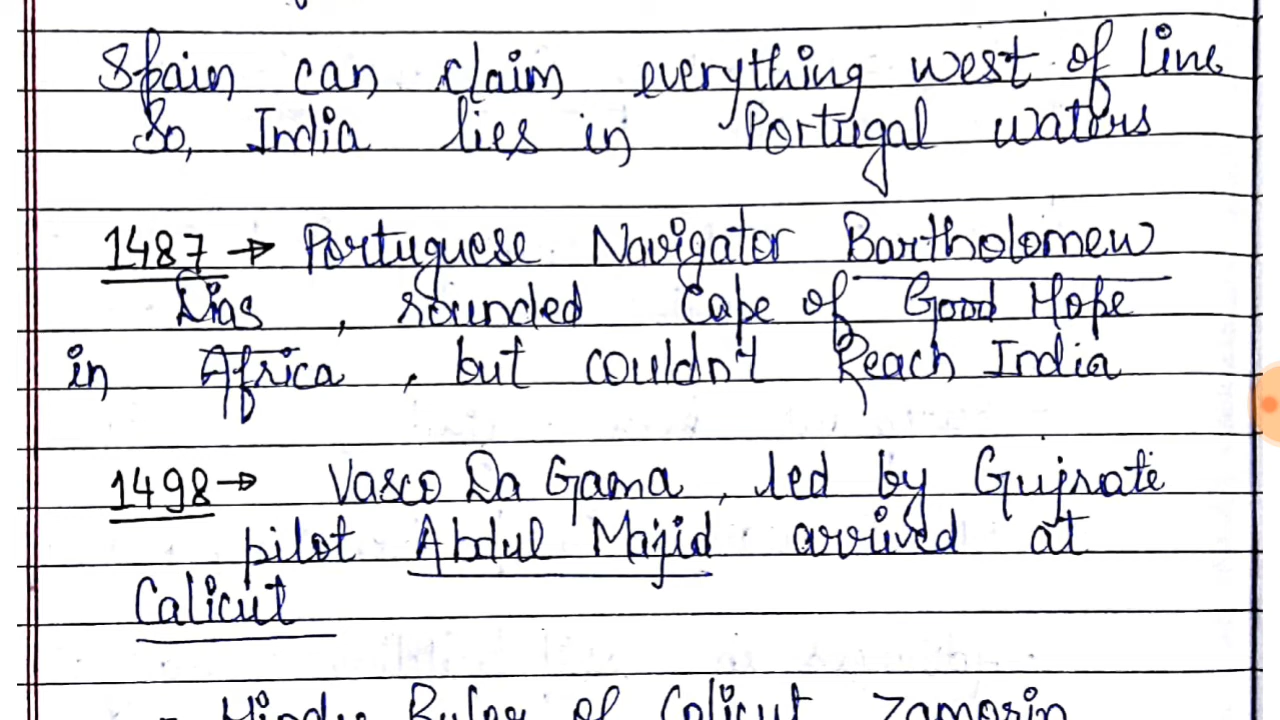 Spain can claim everything west of line
So, India lies in Portugal waters
1487 → Portuguese Navigator Bartholomew
Dias, rounded Cape of Good Hope
in Africa, but couldn't Reach India
1498 → Vasco Da Gama, led by Gujrate
pilot Abdul Majid arrived at
Calicut
- Hindu Ruler of Calicut Zamorin